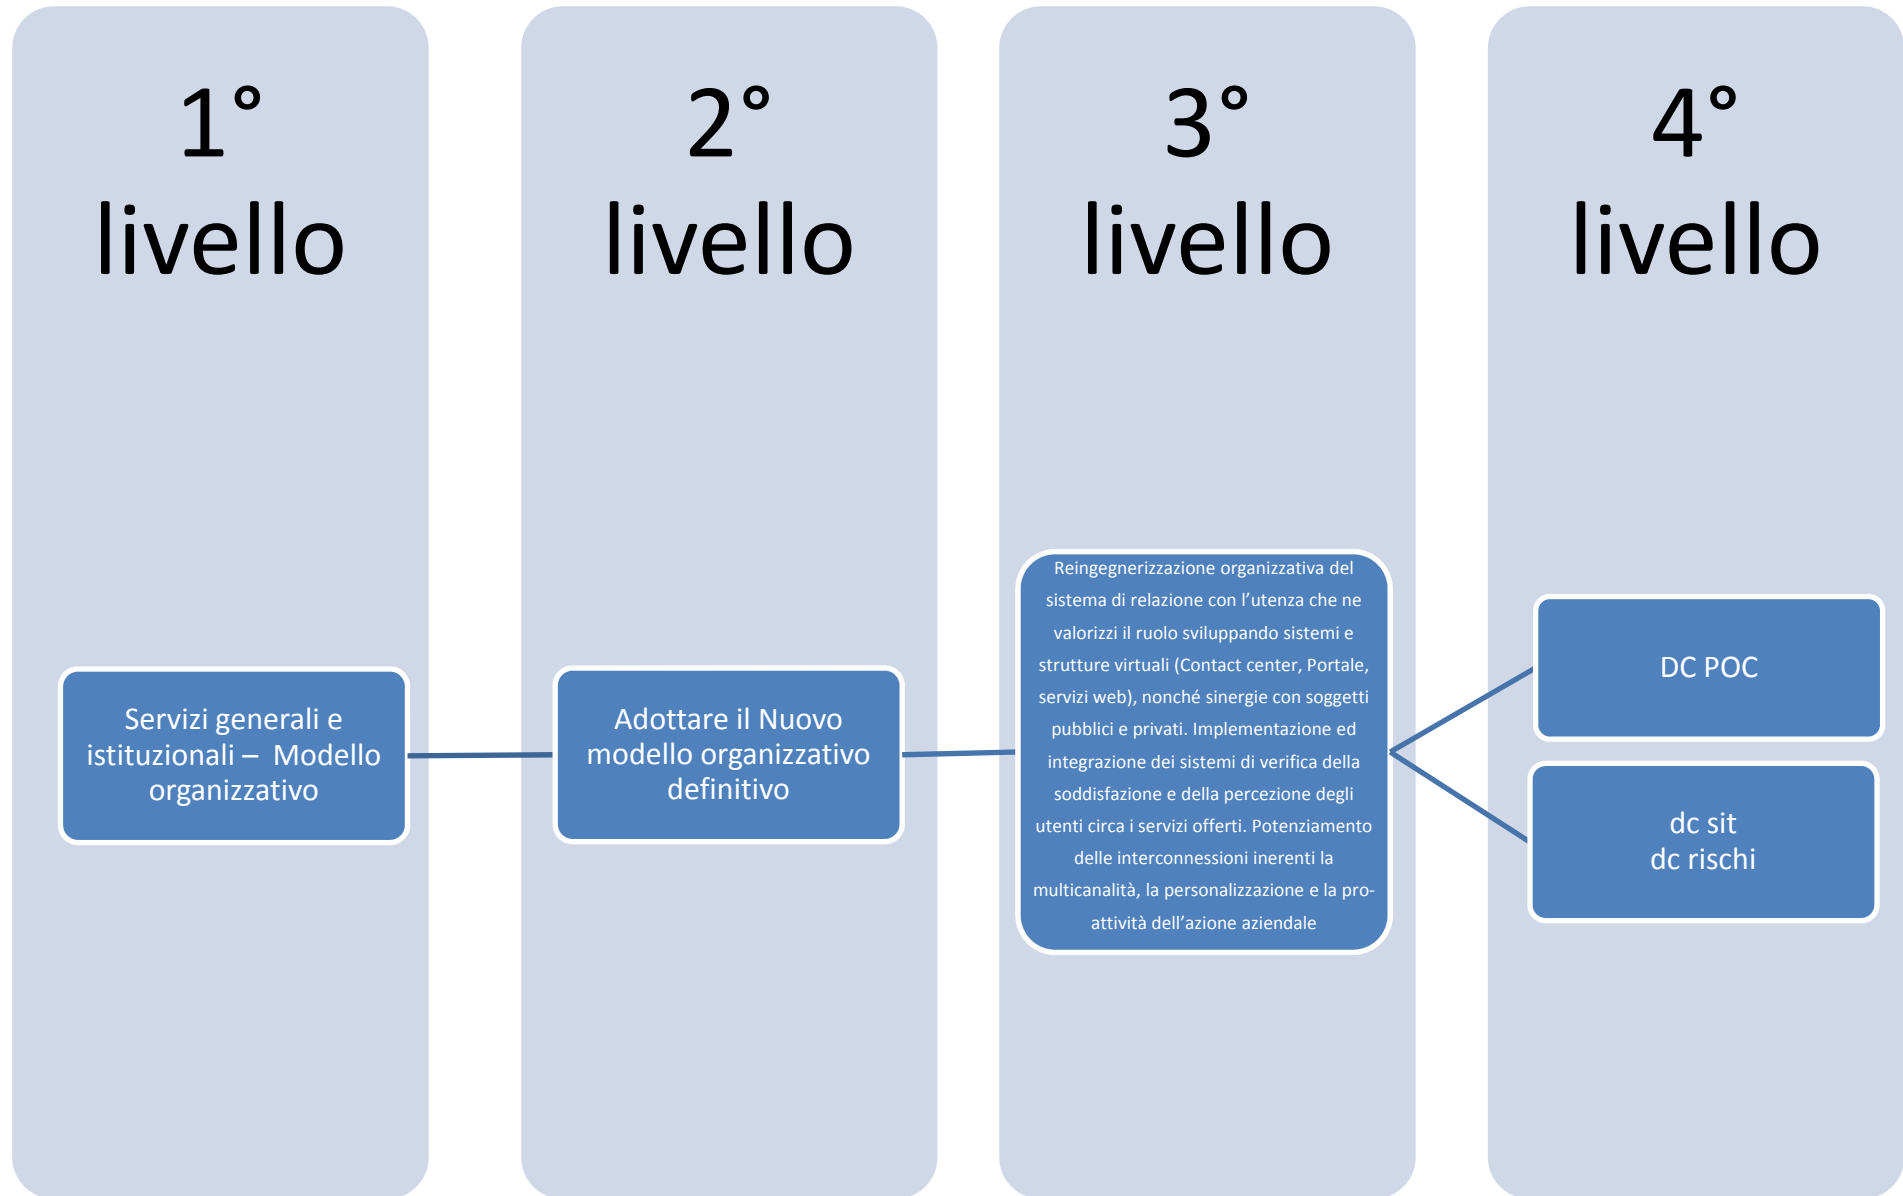 1°
livello
2°
livello
3°
livello
4°
livello
Servizi generali e
istituzionali – Modello
organizzativo
Adottare il Nuovo
modello organizzativo
definitivo
Reingegnerizzazione organizzativa del
sistema di relazione con l’utenza che ne
valorizzi il ruolo sviluppando sistemi e
strutture virtuali (Contact center, Portale,
servizi web), nonché sinergie con soggetti
pubblici e privati. Implementazione ed
integrazione dei sistemi di verifica della
soddisfazione e della percezione degli
utenti circa i servizi offerti. Potenziamento
delle interconnessioni inerenti la
multicanalità, la personalizzazione e la pro-
attività dell’azione aziendale
DC POC
dc sit
dc rischi